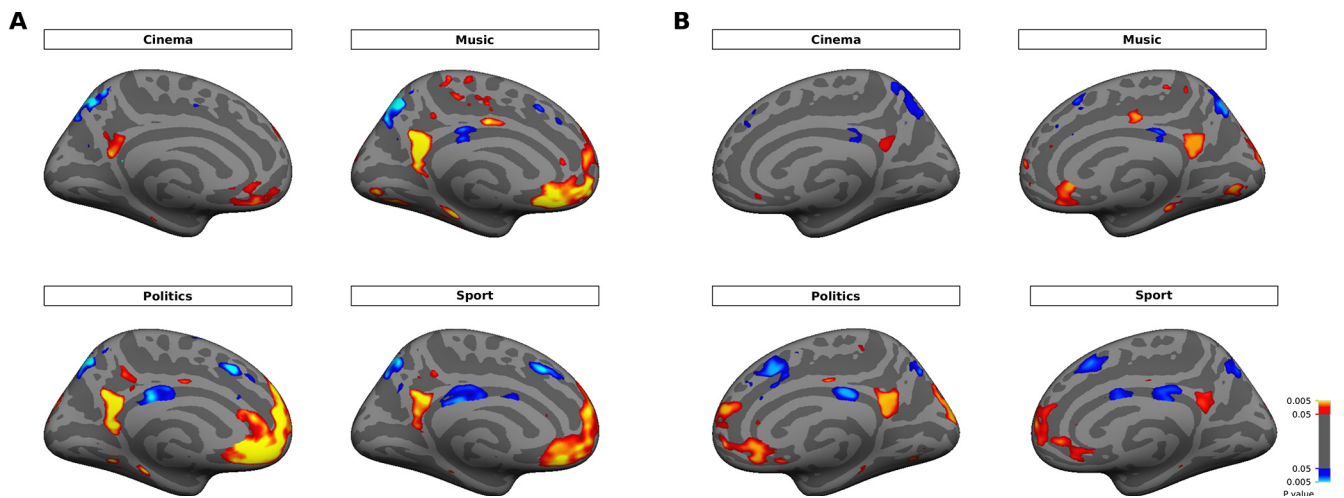 A
Cinema
Music
B
Cinema
Music
Politics
Sport
Politics
Sport
0.005
0.05
0.05
0.005
P value